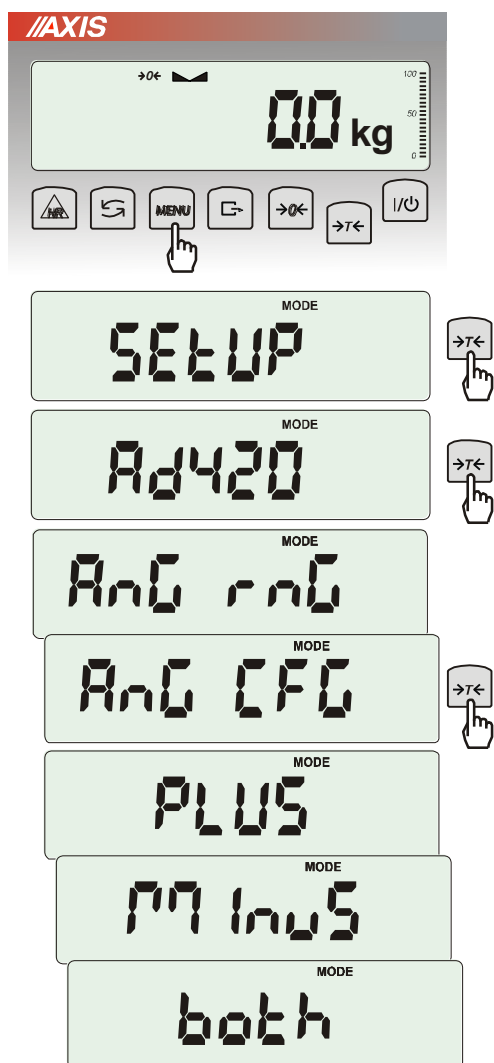 //AXIS
→0←
100
50
0
0.0 kg
HR MENU →0← →T← I/⏻
MODE
SEtUP
→T←
MODE
Ad420
→T←
MODE
AnG rnG
MODE
AnG CFG
→T←
MODE
PLUS
MODE
MInuS
MODE
both